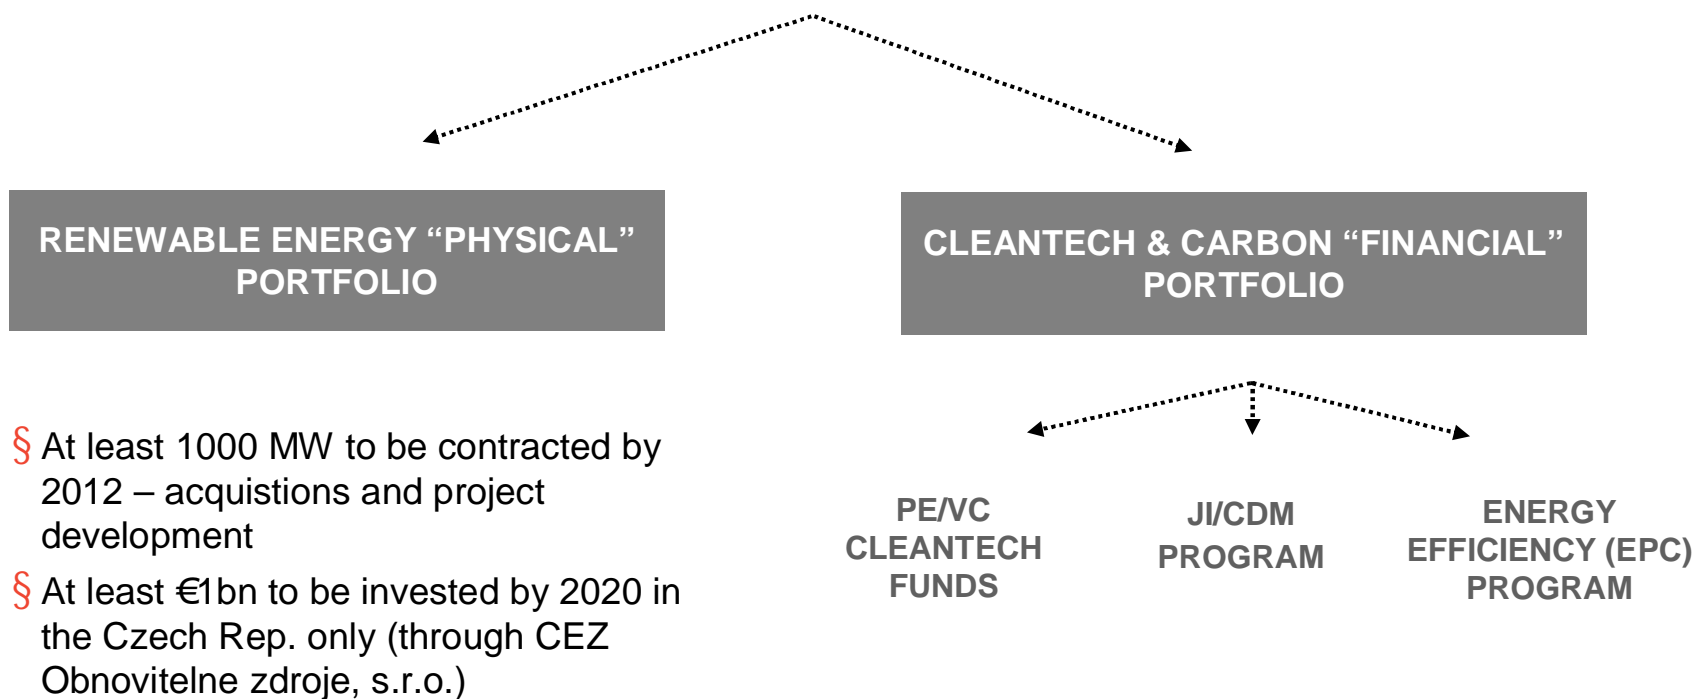 RENEWABLE ENERGY “PHYSICAL”
PORTFOLIO
CLEANTECH & CARBON “FINANCIAL”
PORTFOLIO
§ At least 1000 MW to be contracted by
2012 – acquistions and project
development
§ At least €1bn to be invested by 2020 in
the Czech Rep. only (through CEZ
Obnovitelne zdroje, s.r.o.)
PE/VC
CLEANTECH
FUNDS
JI/CDM
PROGRAM
ENERGY
EFFICIENCY (EPC)
PROGRAM